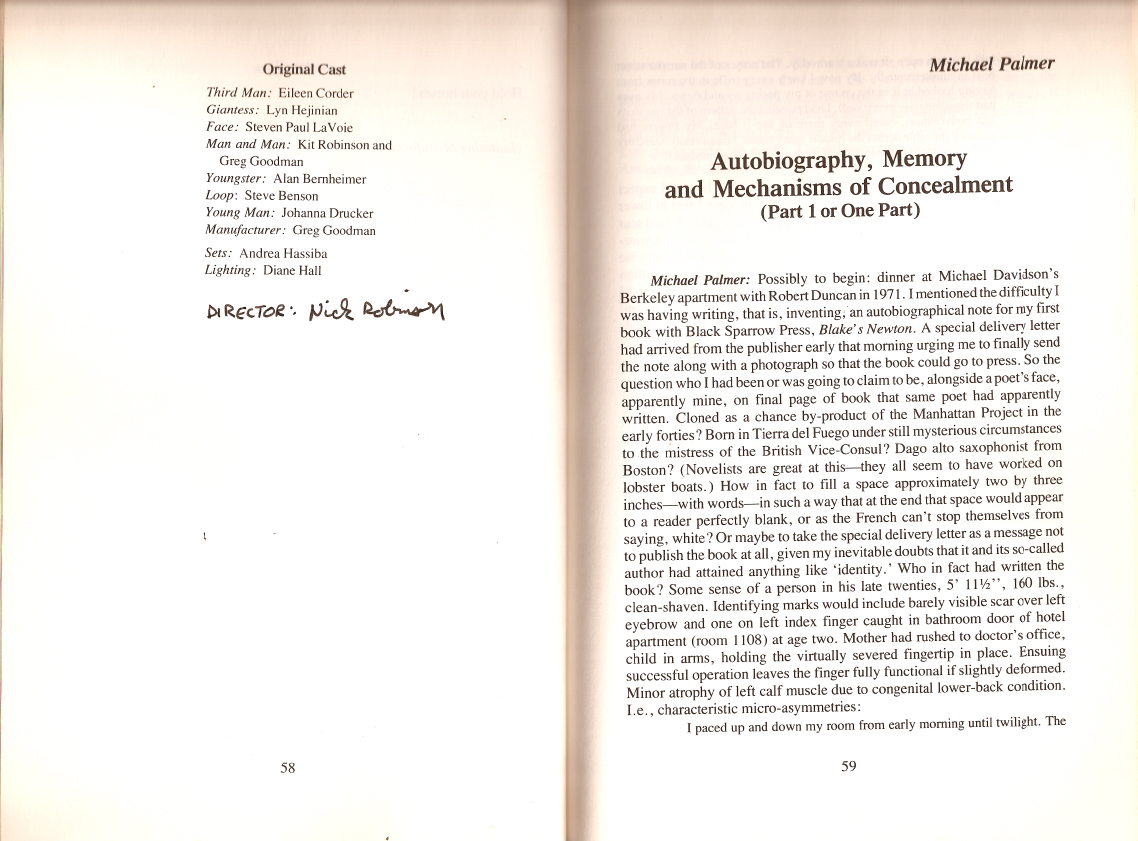 Original Cast
Third Man: Eileen Corder
Giantess: Lyn Hejinian
Face: Steven Paul LaVoie
Man and Man: Kit Robinson and
Greg Goodman
Youngster: Alan Bernheimer
Loop: Steve Benson
Young Man: Johanna Drucker
Manufacturer: Greg Goodman
Sets: Andrea Hassiba
Lighting: Diane Hall
DIRECTOR: Nick Robinson
58
Michael Palmer
Autobiography, Memory
and Mechanisms of Concealment
(Part 1 or One Part)
Michael Palmer: Possibly to begin: dinner at Michael Davidson's
Berkeley apartment with Robert Duncan in 1971. I mentioned the difficulty I
was having writing, that is, inventing, an autobiographical note for my first
book with Black Sparrow Press, Blake's Newton. A special delivery letter
had arrived from the publisher early that morning urging me to finally send
the note along with a photograph so that the book could go to press. So the
question who I had been or was going to claim to be, alongside a poet's face,
apparently mine, on final page of book that same poet had apparently
written. Cloned as a chance by-product of the Manhattan Project in the
early forties? Born in Tierra del Fuego under still mysterious circumstances
to the mistress of the British Vice-Consul? Dago alto saxophonist from
Boston? (Novelists are great at this—they all seem to have worked on
lobster boats.) How in fact to fill a space approximately two by three
inches—with words—in such a way that at the end that space would appear
to a reader perfectly blank, or as the French can't stop themselves from
saying, white? Or maybe to take the special delivery letter as a message not
to publish the book at all, given my inevitable doubts that it and its so-called
author had attained anything like 'identity.' Who in fact had written the
book? Some sense of a person in his late twenties, 5' 11½'', 160 lbs.,
clean-shaven. Identifying marks would include barely visible scar over left
eyebrow and one on left index finger caught in bathroom door of hotel
apartment (room 1108) at age two. Mother had rushed to doctor's office,
child in arms, holding the virtually severed fingertip in place. Ensuing
successful operation leaves the finger fully functional if slightly deformed.
Minor atrophy of left calf muscle due to congenital lower-back condition.
I.e., characteristic micro-asymmetries:
I paced up and down my room from early morning until twilight. The
59